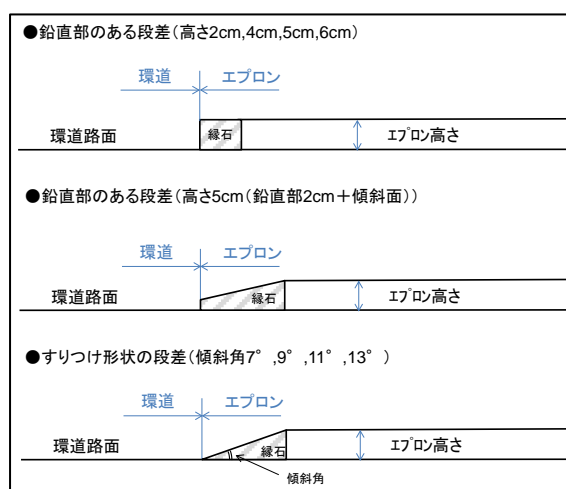 ●鉛直部のある段差(高さ2cm,4cm,5cm,6cm)
環道 エプロン
環道路面 縁石 エプロン高さ
●鉛直部のある段差(高さ5cm(鉛直部2cm+傾斜面))
環道 エプロン
環道路面 縁石 エプロン高さ
●すりつけ形状の段差(傾斜角7°,9°,11°,13°)
環道 エプロン
環道路面 縁石 エプロン高さ
傾斜角